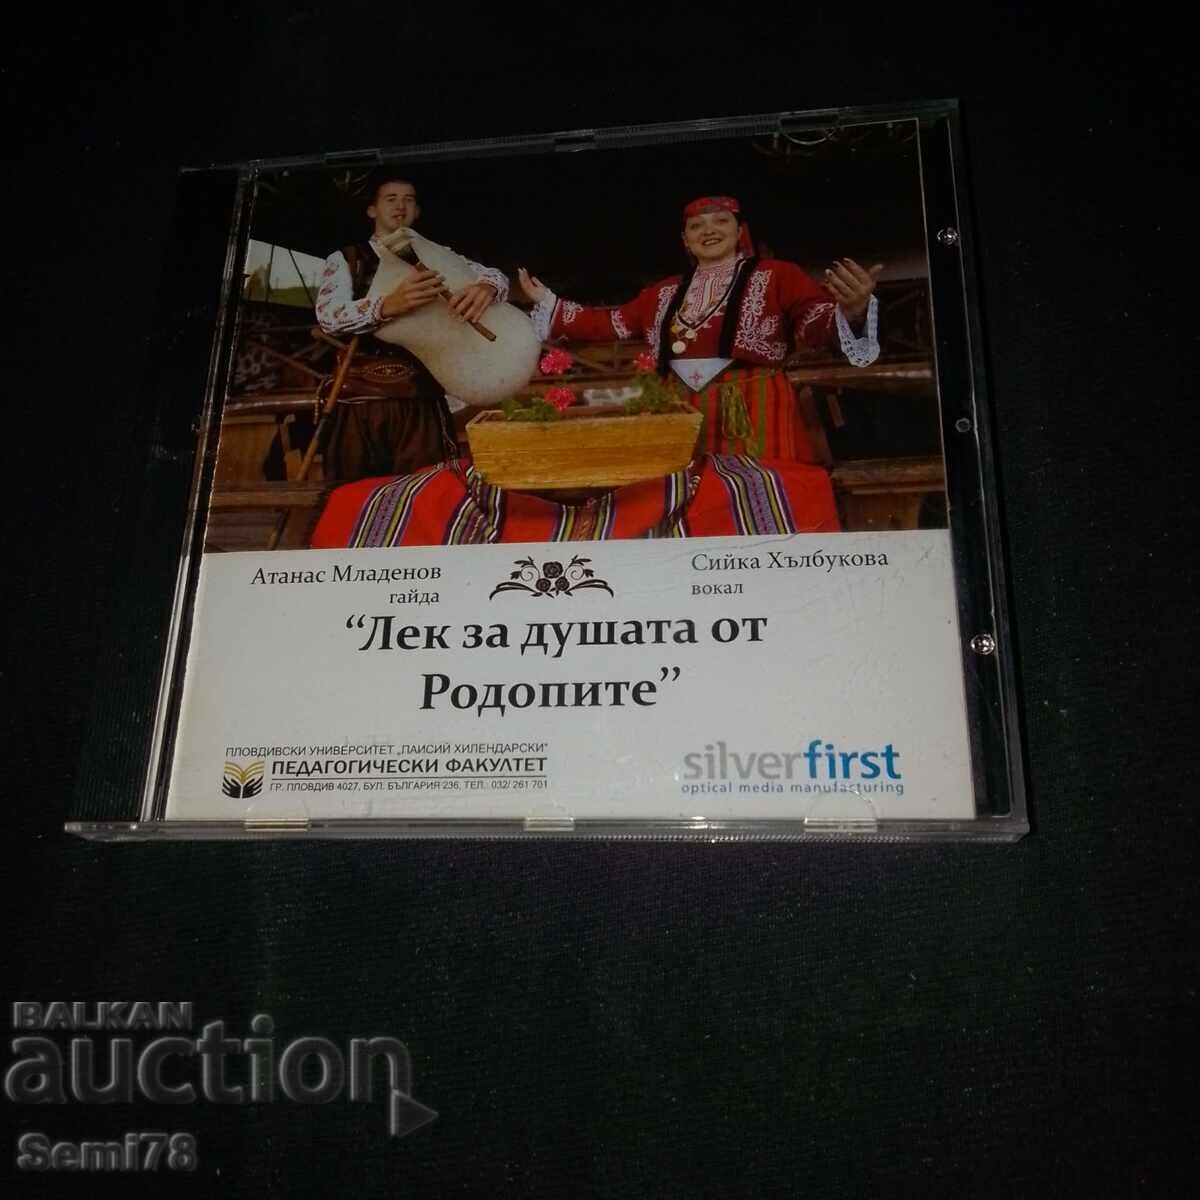 Атанас Младенов
гайда
Сийка Хълбукова
вокал
“Лек за душата от
Родопите”
ПЛОВДИВСКИ УНИВЕРСИТЕТ „ПАИСИЙ ХИЛЕНДАРСКИ“
ПЕДАГОГИЧЕСКИ ФАКУЛТЕТ
ГР. ПЛОВДИВ 4027, БУЛ. БЪЛГАРИЯ 236, ТЕЛ.: 032/ 261 701
silverfirst
optical media manufacturing
BALKAN
auction
Semi78